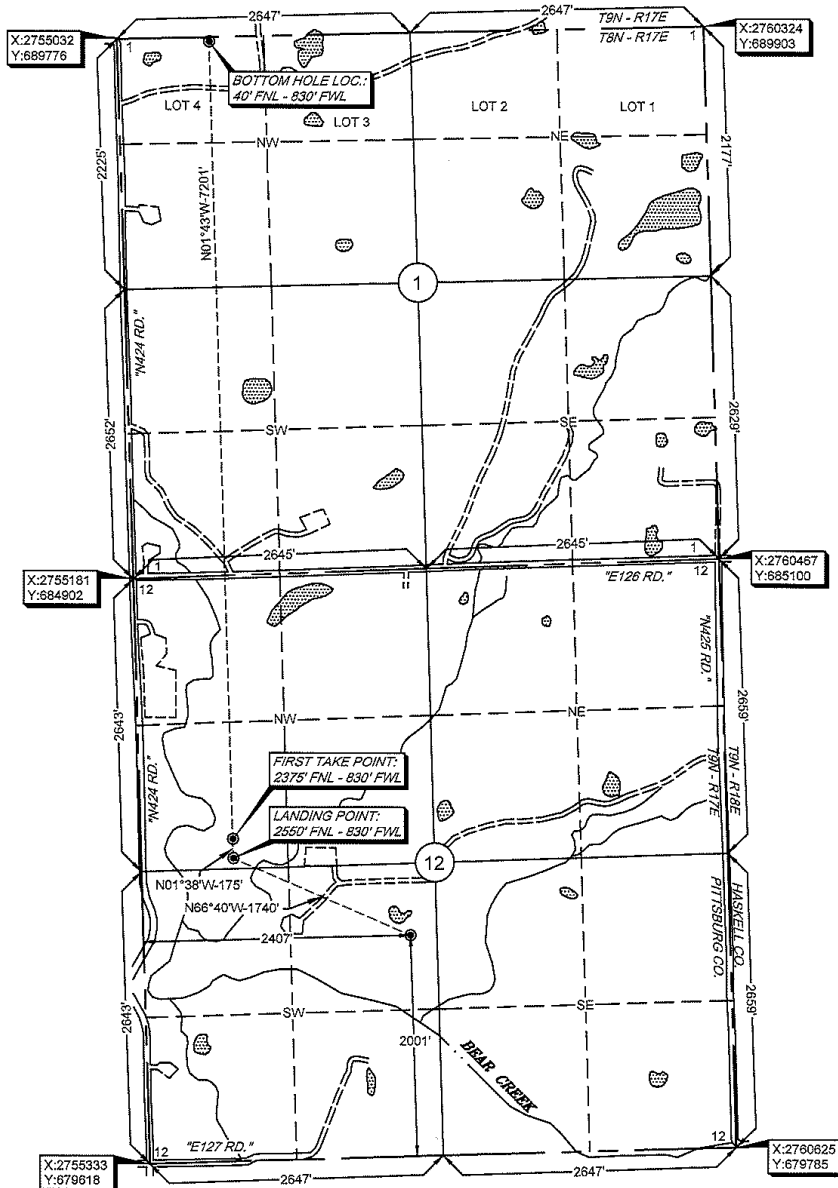 2647'
2647'
T9N - R17E
T8N - R17E
X:2755032
Y:689776
1
1
X:2760324
Y:689903
BOTTOM HOLE LOC.:
40' FNL - 830' FWL
LOT 4
LOT 3
LOT 2
LOT 1
NW
NE
2225'
2177'
N01°43'W-7201'
1
"N424 RD."
2652'
2629'
SW
SE
2645'
2645'
1
1
"E126 RD."
X:2755181
Y:684902
12
12
X:2760467
Y:685100
"N425 RD."
2643'
2659'
NW
NE
T9N - R17E
T9N - R18E
"N424 RD."
FIRST TAKE POINT:
2375' FNL - 830' FWL
LANDING POINT:
2550' FNL - 830' FWL
12
N01°38'W-175'
N66°40'W-1740'
2407'
HASKELL CO.
PITTSBURG CO.
2643'
2659'
SW
SE
2001'
BEAR CREEK
"E127 RD."
12
12
X:2755333
Y:679618
2647'
2647'
X:2760625
Y:679785